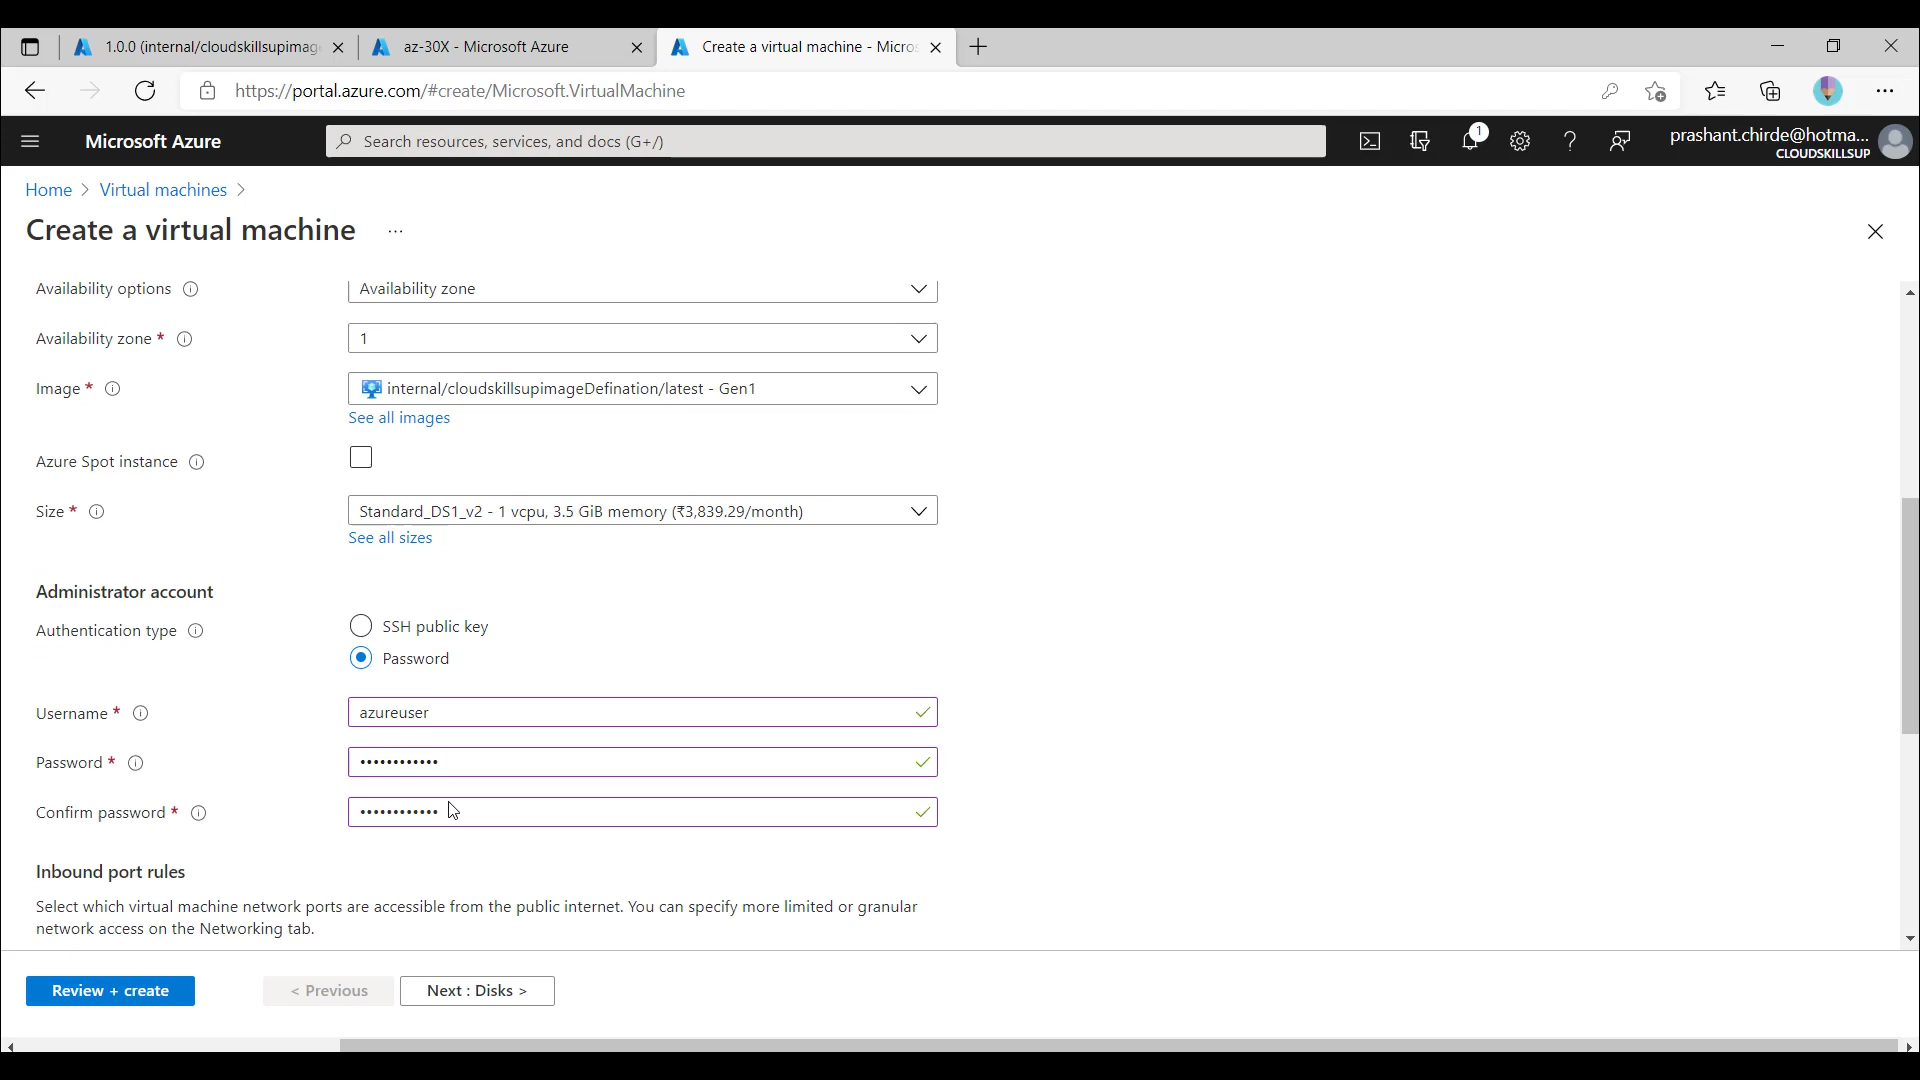 1.0.0 (internal/cloudskillsupimag
az-30X - Microsoft Azure
Create a virtual machine - Micros
https://portal.azure.com/#create/Microsoft.VirtualMachine
Microsoft Azure
Search resources, services, and docs (G+/)
1
prashant.chirde@hotma...
CLOUDSKILLSUP
Home > Virtual machines >
Create a virtual machine ...
Availability options
Availability zone
Availability zone *
1
Image *
internal/cloudskillsupimageDefination/latest - Gen1
See all images
Azure Spot instance
Size *
Standard_DS1_v2 - 1 vcpu, 3.5 GiB memory (₹3,839.29/month)
See all sizes
Administrator account
Authentication type
SSH public key
Password
Username *
azureuser
Password *
••••••••••••
Confirm password *
••••••••••••
Inbound port rules
Select which virtual machine network ports are accessible from the public internet. You can specify more limited or granular
network access on the Networking tab.
Review + create
< Previous
Next : Disks >